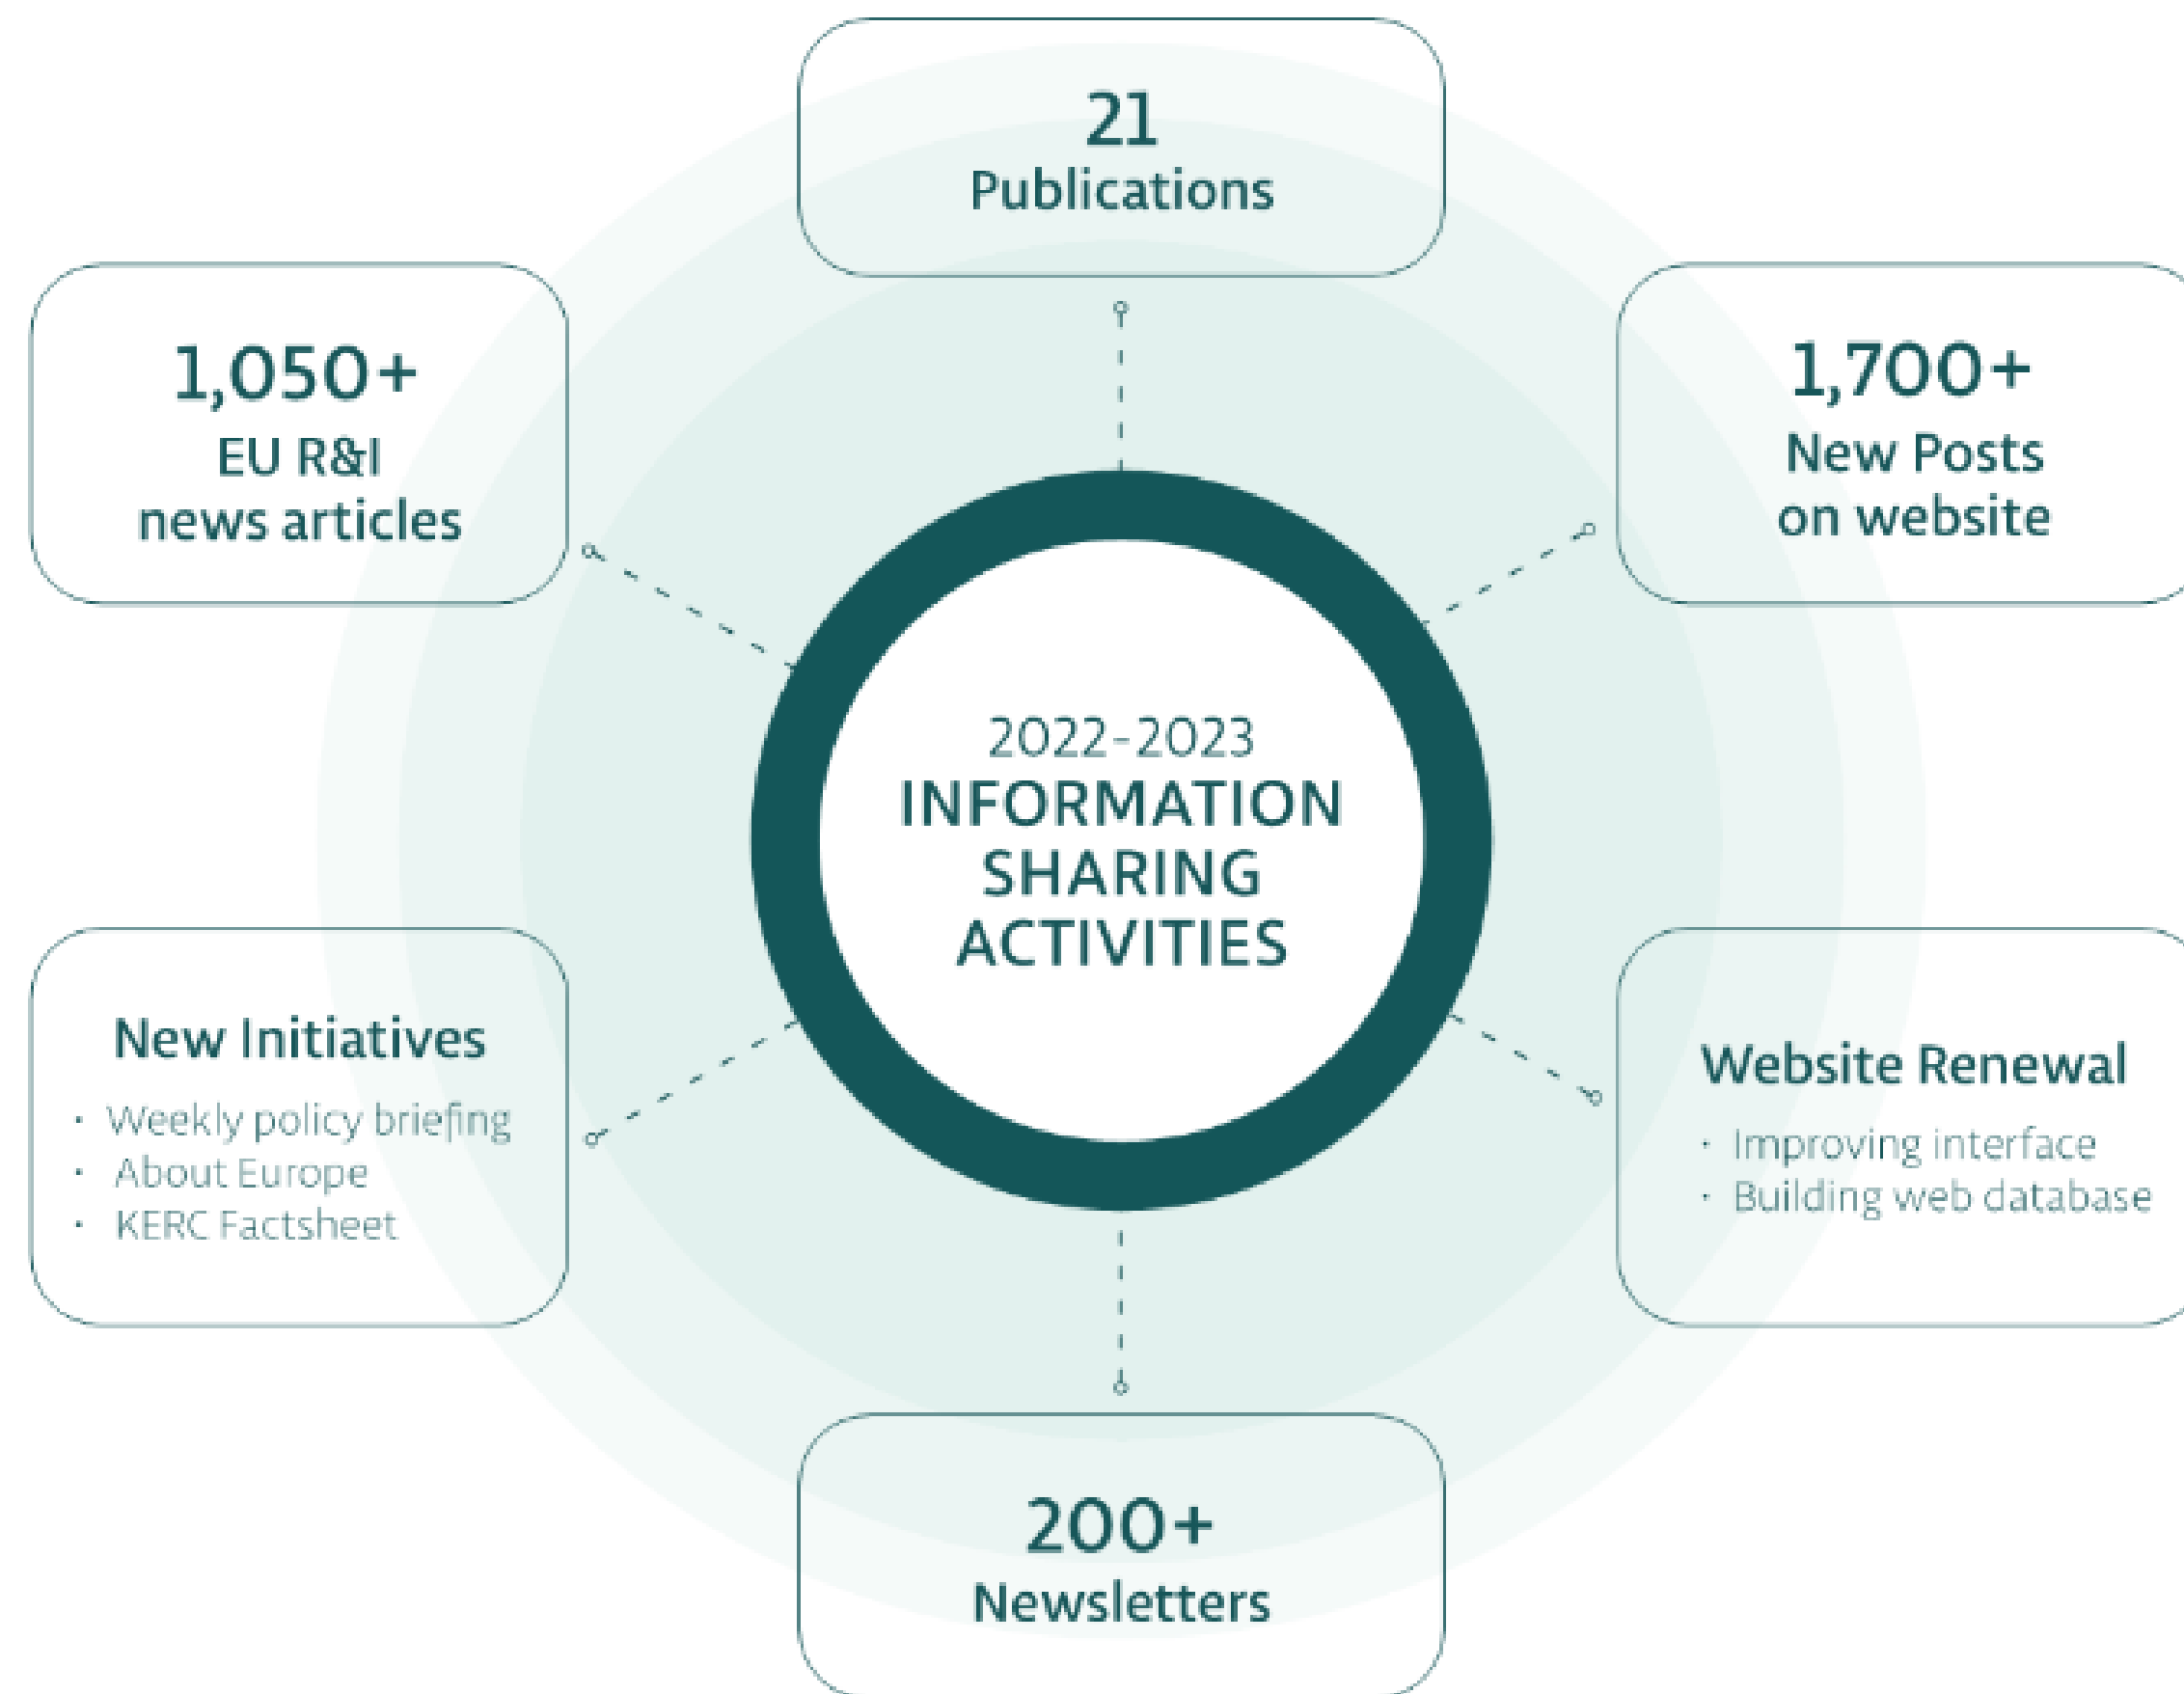 21
Publications
1,050+
EU R&I
news articles
1,700+
New Posts
on website
2022-2023
INFORMATION
SHARING
ACTIVITIES
New Initiatives
• Weekly policy briefing
• About Europe
• KERC Factsheet
Website Renewal
• Improving interface
• Building web database
200+
Newsletters